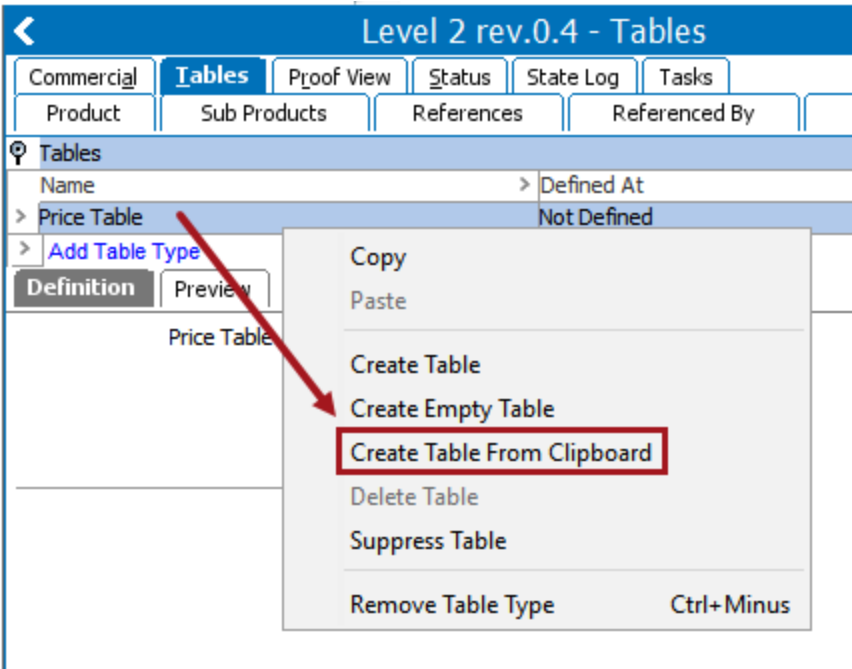 Level 2 rev.0.4 - Tables
Commercial Tables Proof View Status State Log Tasks
Product Sub Products References Referenced By
Tables
Name > Defined At
> Price Table Not Defined
> Add Table Type
Definition Preview
Price Table
Copy
Paste
Create Table
Create Empty Table
Create Table From Clipboard
Delete Table
Suppress Table
Remove Table Type Ctrl+Minus